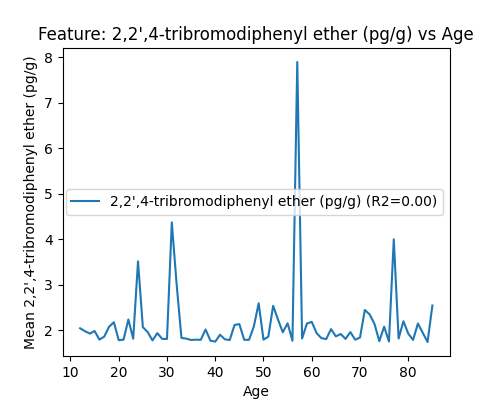 Feature: 2,2',4-tribromodiphenyl ether (pg/g) vs Age
Mean 2,2',4-tribromodiphenyl ether (pg/g)
8
7
6
5
4
3
2
2,2',4-tribromodiphenyl ether (pg/g) (R2=0.00)
10 20 30 40 50 60 70 80
Age